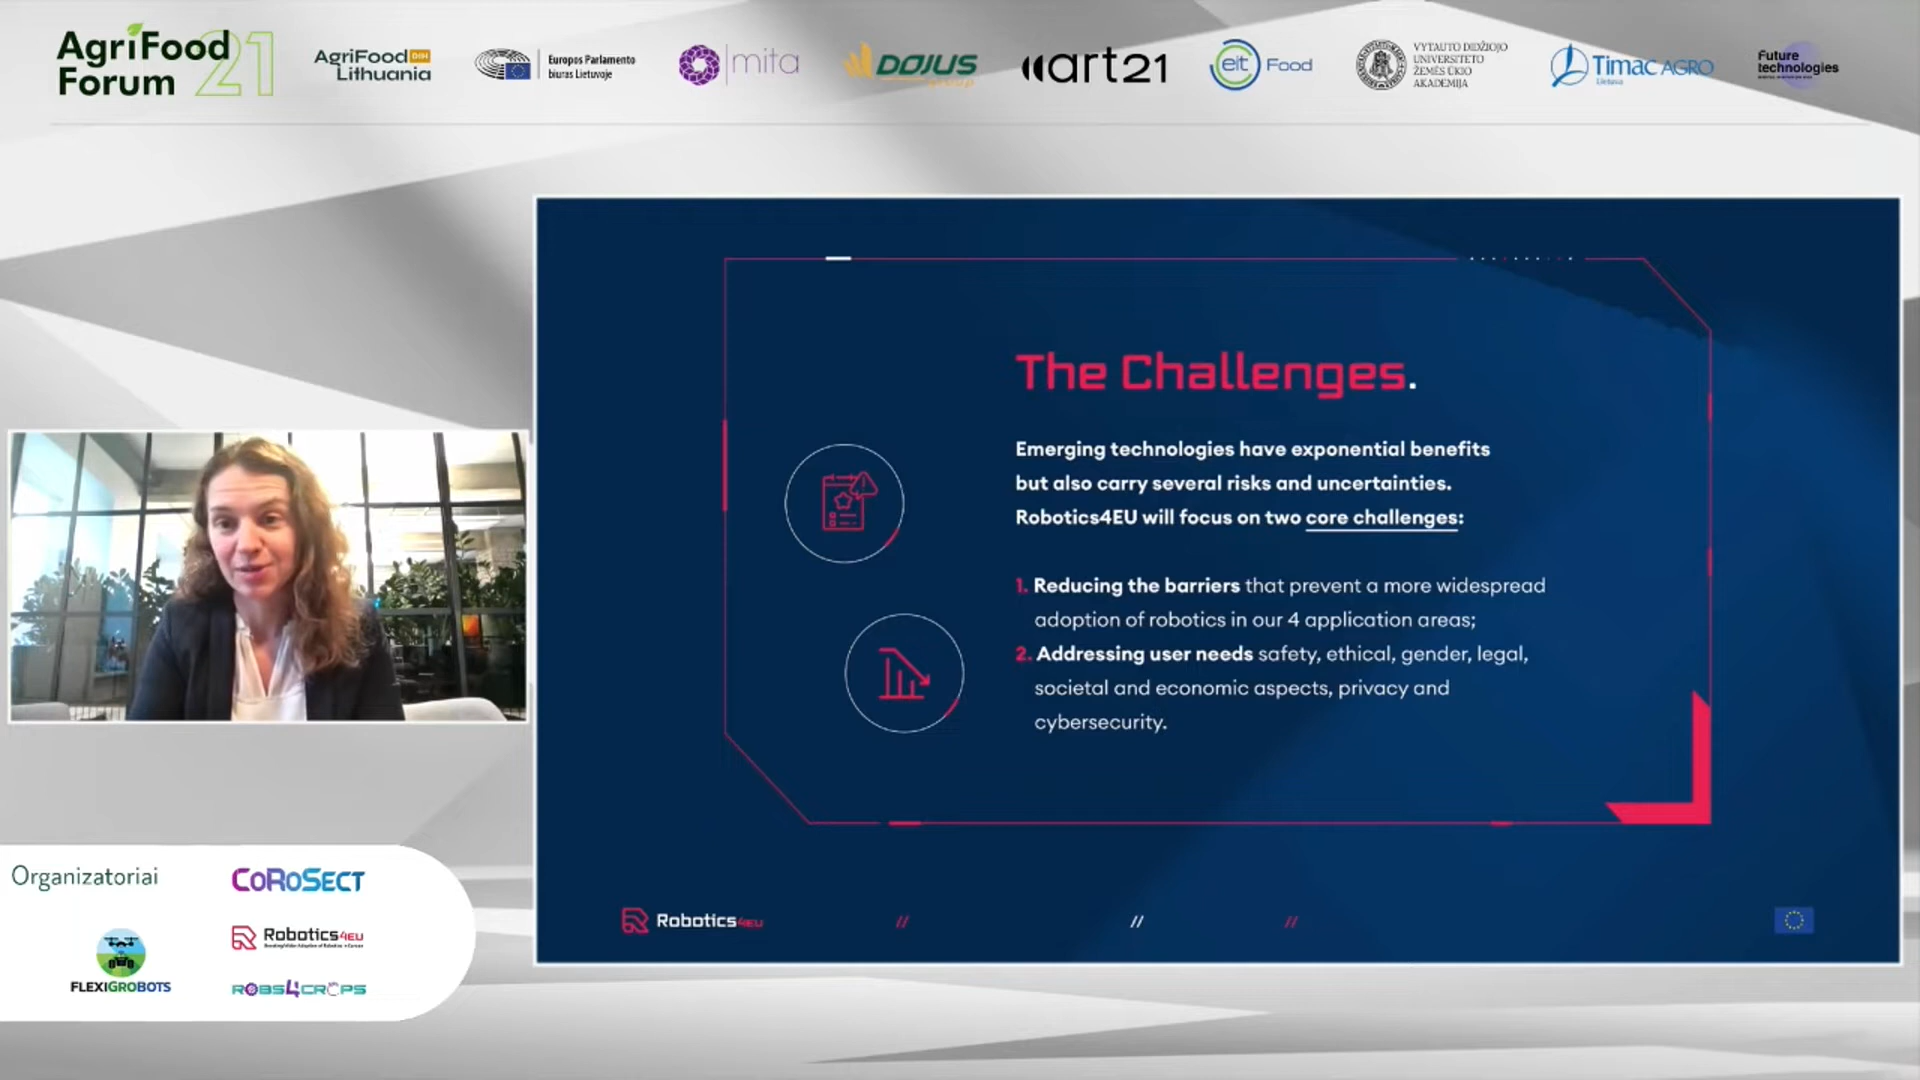 AgriFood
Forum 21
AgriFood DIH
Lithuania
Europos Parlamento
biuras Lietuvoje
mita
DOJUS
group
art21
eit Food
VYTAUTO DIDŽIOJO
UNIVERSITETO
ŽEMĖS ŪKIO
AKADEMIJA
TIMAC AGRO
Lietuva
Future
technologies
The Challenges.
Emerging technologies have exponential benefits
but also carry several risks and uncertainties.
Robotics4EU will focus on two core challenges:
1. Reducing the barriers that prevent a more widespread
adoption of robotics in our 4 application areas;
2. Addressing user needs safety, ethical, gender, legal,
societal and economic aspects, privacy and
cybersecurity.
Robotics4EU // // //
Organizatoriai
CoRoSect
Robotics4EU
FLEXIGROBOTS
ROBS4CROPS